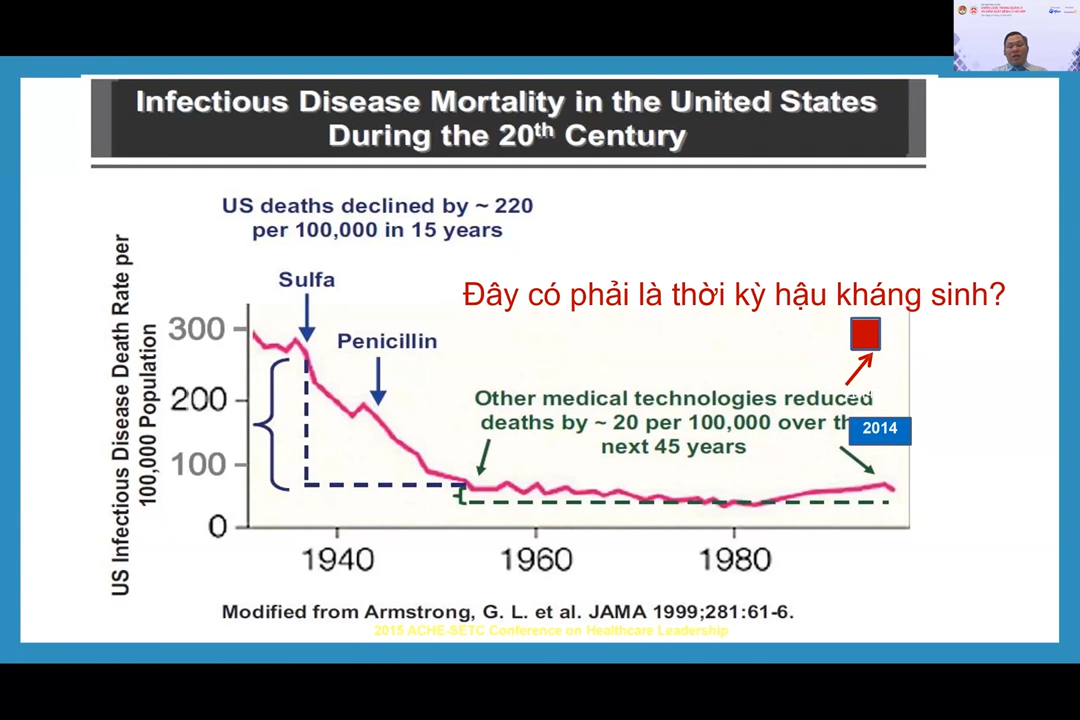 Infectious Disease Mortality in the United States
During the 20th Century
US deaths declined by ~ 220
per 100,000 in 15 years
Sulfa
Đây có phải là thời kỳ hậu kháng sinh?
Penicillin
US Infectious Disease Death Rate per
100,000 Population
300
200
100
0
Other medical technologies reduced
deaths by ~ 20 per 100,000 over
next 45 years
2014
1940
1960
1980
Modified from Armstrong, G. L. et al. JAMA 1999;281:61-6.
2015 ACHE-SETC Conference on Healthcare Leadership